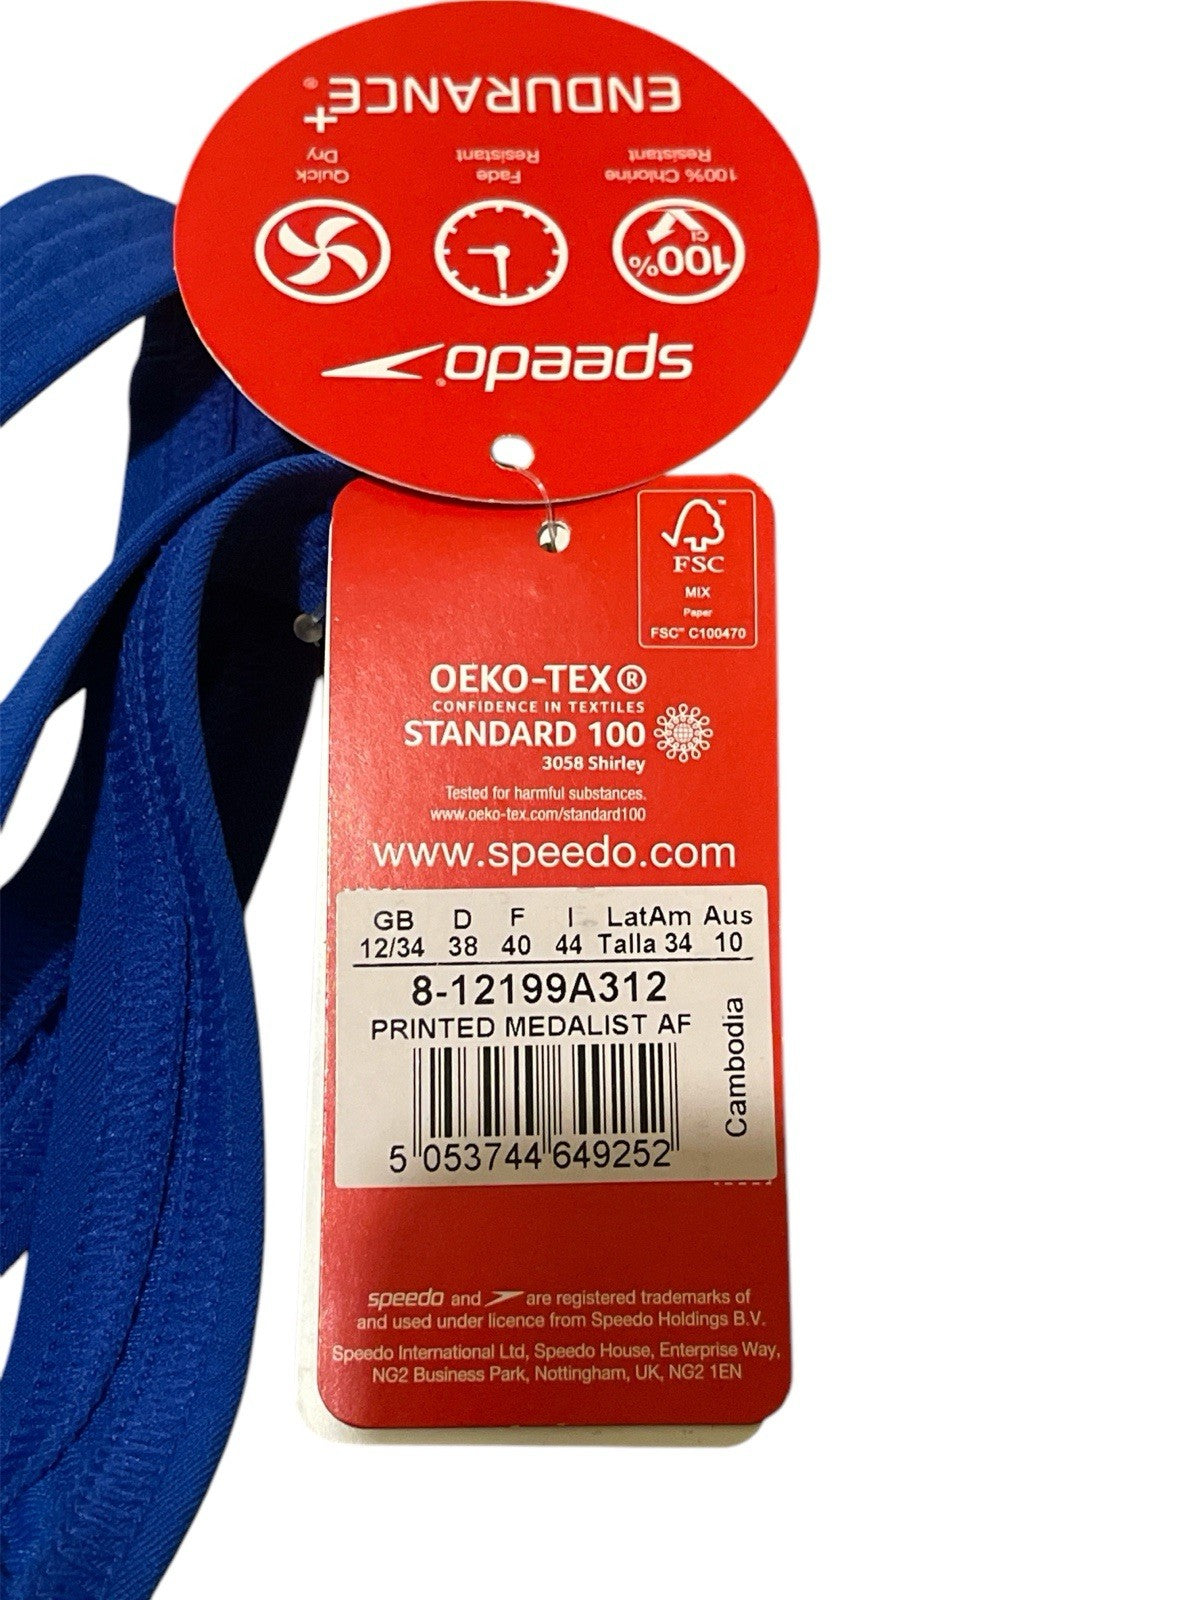 ENDURANCE+®
Quick Dry
Fade Resistant
100% Chlorine Resistant
100% Cl
speedo®
FSC™
MIX
Paper
FSC™ C100470
OEKO-TEX®
CONFIDENCE IN TEXTILES
STANDARD 100
3058 Shirley
Tested for harmful substances.
www.oeko-tex.com/standard100
www.speedo.com
GB D F I LatAm Aus
12/34 38 40 44 Talla 34 10
8-12199A312
PRINTED MEDALIST AF
Cambodia
5 053744 649252
speedo and are registered trademarks of
and used under licence from Speedo Holdings B.V.
Speedo International Ltd, Speedo House, Enterprise Way,
NG2 Business Park, Nottingham, UK, NG2 1EN